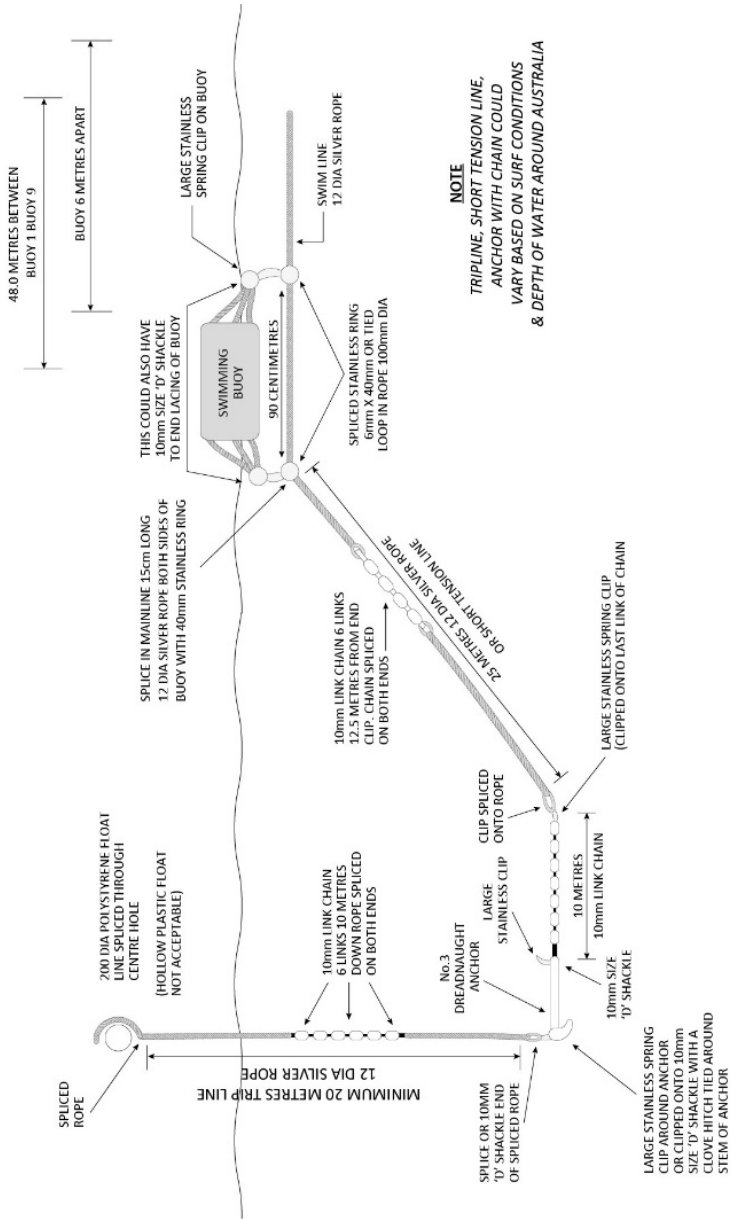 48.0 METRES BETWEEN
BUOY 1 BUOY 9
BUOY 6 METRES APART
LARGE STAINLESS
SPRING CLIP ON BUOY
THIS COULD ALSO HAVE
10mm SIZE 'D' SHACKLE
TO END LACING OF BUOY
SWIMMING
BUOY
90 CENTIMETRES
SWIM LINE
12 DIA SILVER ROPE
SPLICED STAINLESS RING
6mm X 40mm OR TIED
LOOP IN ROPE 100mm DIA
SPLICE IN MAINLINE 15cm LONG
12 DIA SILVER ROPE BOTH SIDES OF
BUOY WITH 40mm STAINLESS RING
NOTE
TRIPLINE, SHORT TENSION LINE,
ANCHOR WITH CHAIN COULD
VARY BASED ON SURF CONDITIONS
& DEPTH OF WATER AROUND AUSTRALIA
10mm LINK CHAIN 6 LINKS
12.5 METRES FROM END
CLIP. CHAIN SPLICED
ON BOTH ENDS
25 METRES 12 DIA SILVER ROPE
OR SHORT TENSION LINE
200 DIA POLYSTYRENE FLOAT
LINE SPLICED THROUGH
CENTRE HOLE
(HOLLOW PLASTIC FLOAT
NOT ACCEPTABLE)
SPLICED
ROPE
10mm LINK CHAIN
6 LINKS 10 METRES
DOWN ROPE SPLICED
ON BOTH ENDS
MINIMUM 20 METRES TRIP LINE
12 DIA SILVER ROPE
CLIP SPLICED
ONTO ROPE
LARGE
STAINLESS CLIP
No.3
DREADNAUGHT
ANCHOR
10 METRES
10mm LINK CHAIN
LARGE STAINLESS SPRING CLIP
(CLIPPED ONTO LAST LINK OF CHAIN
10mm SIZE
'D' SHACKLE
SPLICE OR 10MM
'D' SHACKLE END
OF SPLICED ROPE
LARGE STAINLESS SPRING
CLIP AROUND ANCHOR
OR CLIPPED ONTO 10mm
SIZE 'D' SHACKLE WITH A
CLOVE HITCH TIED AROUND
STEM OF ANCHOR